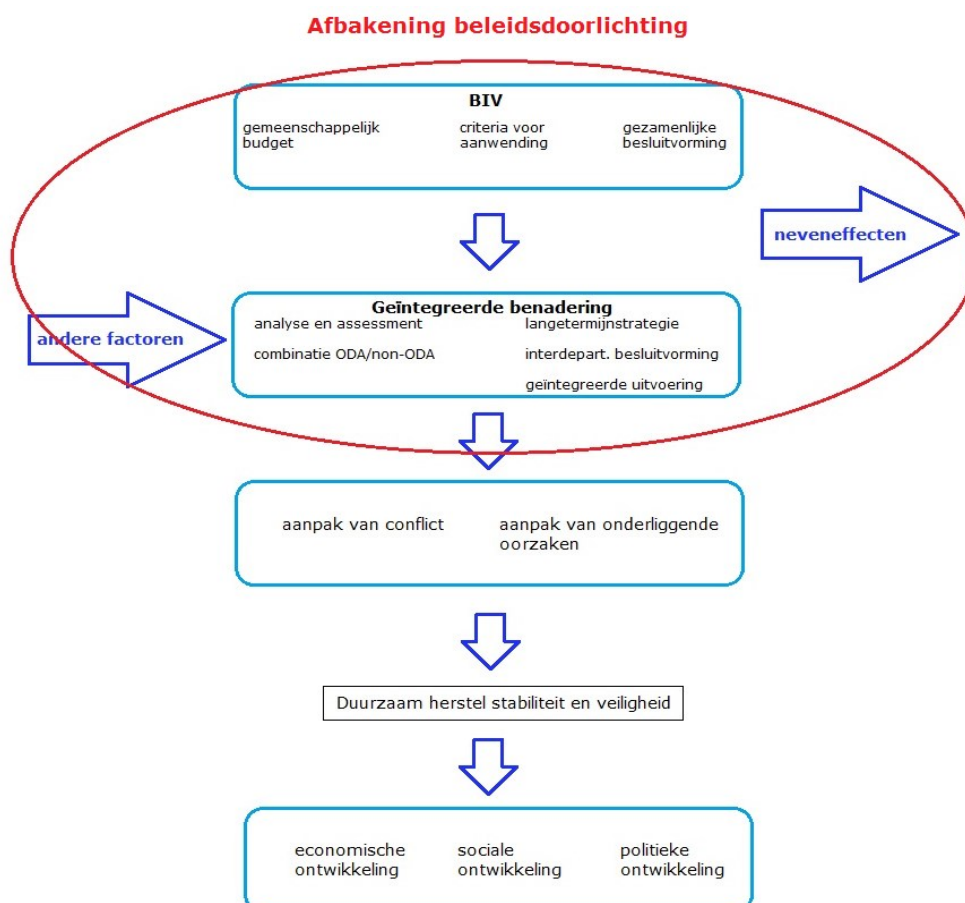 Afbakening beleidsdoorlichting
BIV
gemeenschappelijk
budget
criteria voor
aanwending
gezamenlijke
besluitvorming
neveneffecten
andere factoren
Geïntegreerde benadering
analyse en assessment
combinatie ODA/non-ODA
langetermijnstrategie
interdepart. besluitvorming
geïntegreerde uitvoering
aanpak van conflict
aanpak van onderliggende
oorzaken
Duurzaam herstel stabiliteit en veiligheid
economische
ontwikkeling
sociale
ontwikkeling
politieke
ontwikkeling